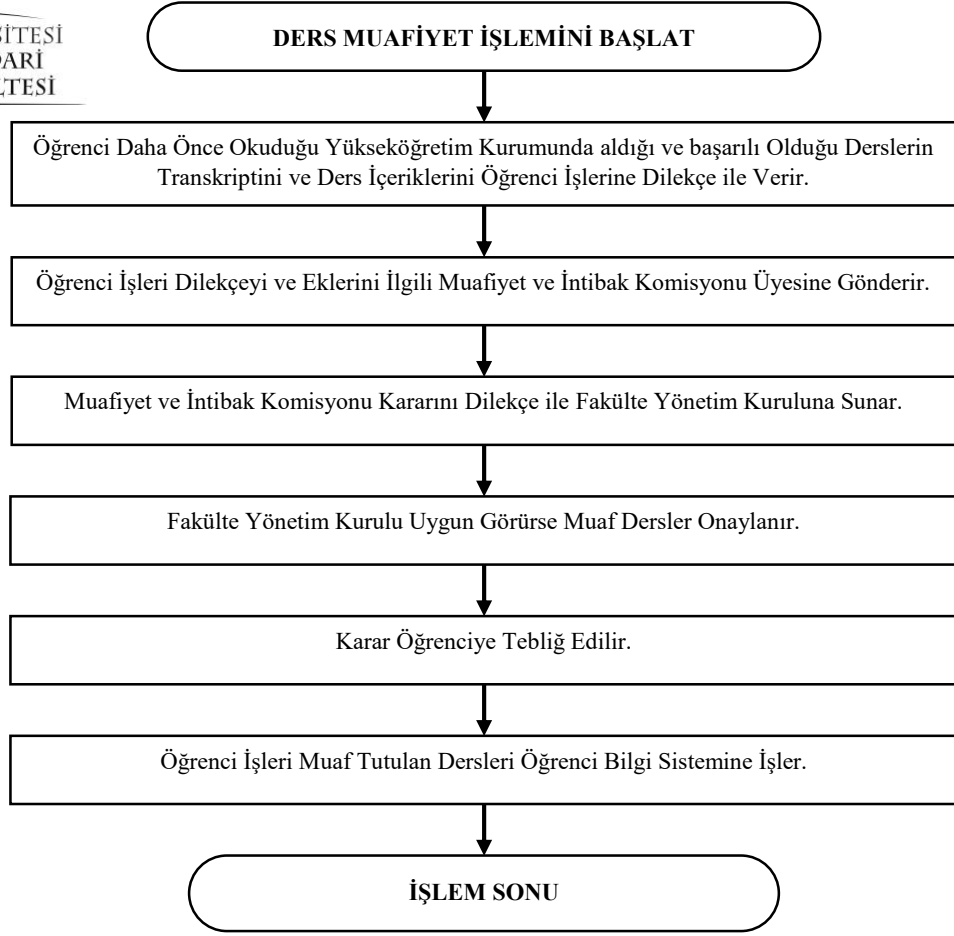 SİTESİ
DARİ
LTESİ
DERS MUAFİYET İŞLEMİNİ BAŞLAT
Öğrenci Daha Önce Okuduğu Yükseköğretim Kurumunda aldığı ve başarılı Olduğu Derslerin
Transkriptini ve Ders İçeriklerini Öğrenci İşlerine Dilekçe ile Verir.
Öğrenci İşleri Dilekçeyi ve Eklerini İlgili Muafiyet ve İntibak Komisyonu Üyesine Gönderir.
Muafiyet ve İntibak Komisyonu Kararını Dilekçe ile Fakülte Yönetim Kuruluna Sunar.
Fakülte Yönetim Kurulu Uygun Görürse Muaf Dersler Onaylanır.
Karar Öğrenciye Tebliğ Edilir.
Öğrenci İşleri Muaf Tutulan Dersleri Öğrenci Bilgi Sistemine İşler.
İŞLEM SONU